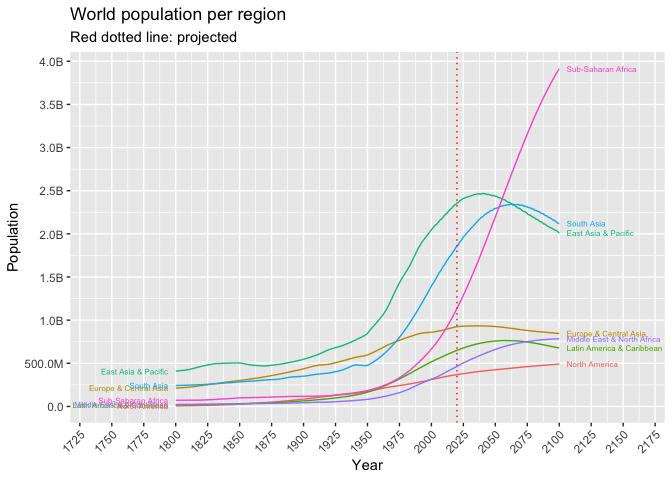 World population per region
Red dotted line: projected
Population
4.0B
3.5B
3.0B
2.5B
2.0B
1.5B
1.0B
500.0M
0.0
Sub-Saharan Africa
South Asia
East Asia & Pacific
Europe & Central Asia
Middle East & North Africa
Latin America & Caribbean
North America
East Asia & Pacific
South Asia
Europe & Central Asia
Sub-Saharan Africa
North America
1725 1750 1775 1800 1825 1850 1875 1900 1925 1950 1975 2000 2025 2050 2075 2100 2125 2150 2175
Year